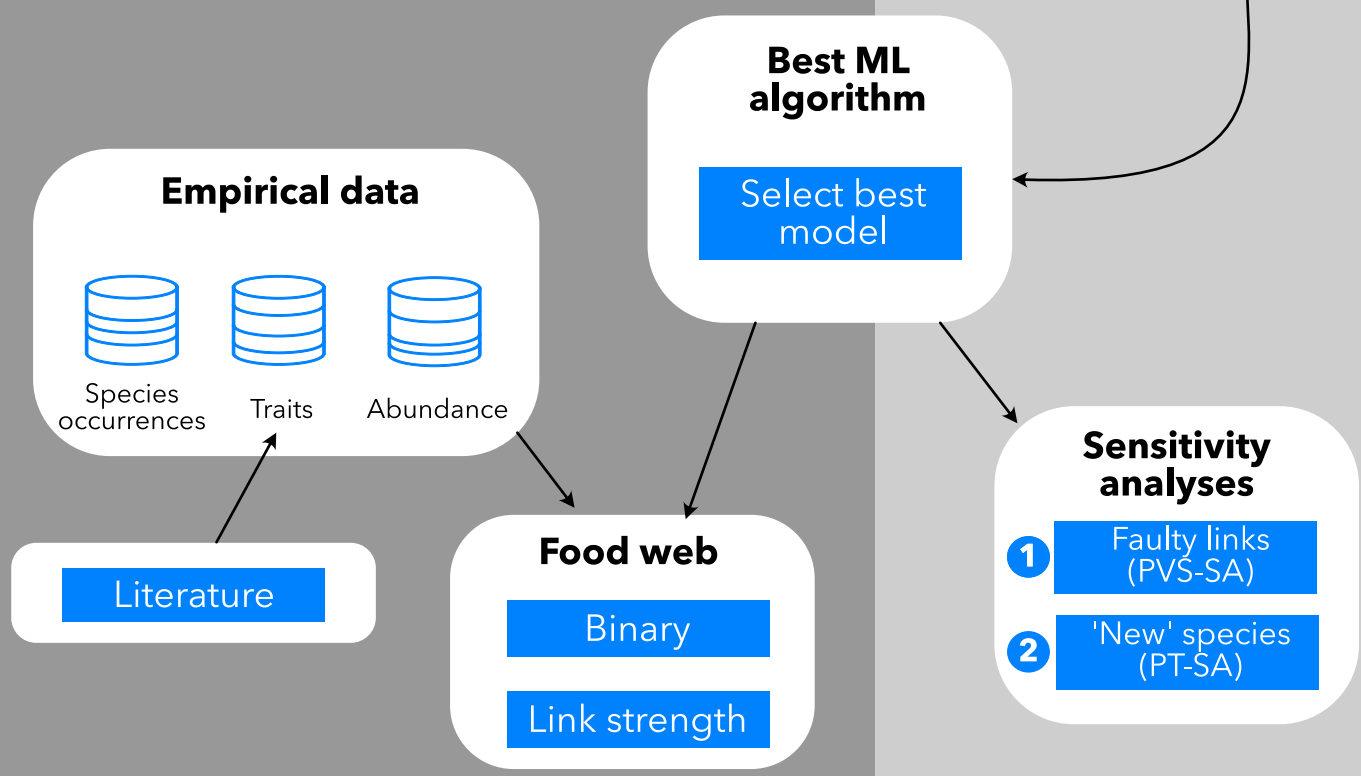 Best ML
algorithm
Select best
model
Empirical data
Species
occurrences
Traits
Abundance
Literature
Food web
Binary
Link strength
Sensitivity
analyses
1
Faulty links
(PVS-SA)
2
'New' species
(PT-SA)